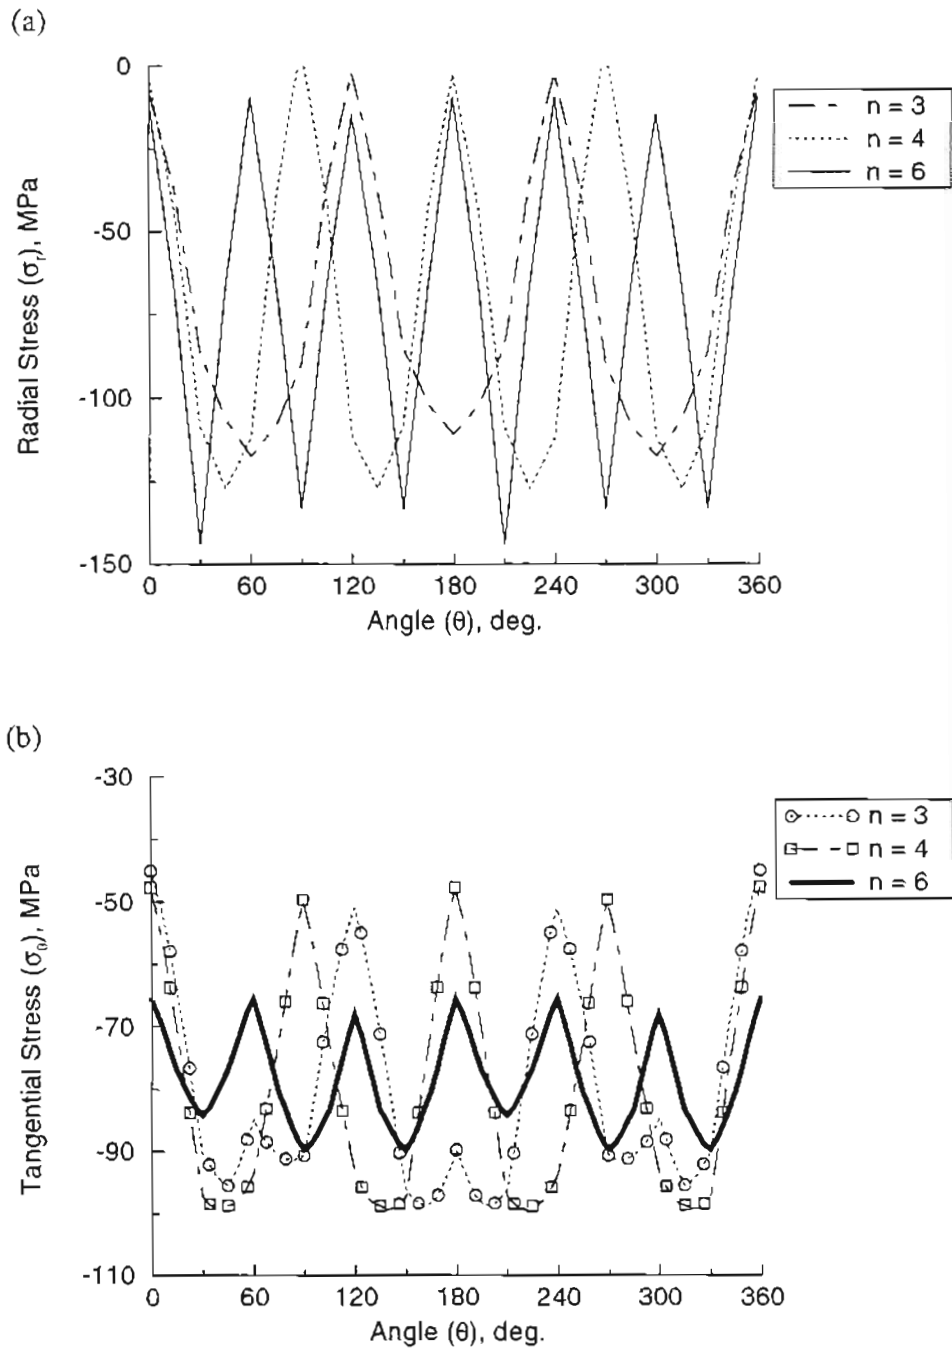 (a)
0
-50
-100
-150
Radial Stress (σr), MPa
0 60 120 180 240 300 360
Angle (θ), deg.
n = 3
n = 4
n = 6
(b)
-30
-50
-70
-90
-110
Tangential Stress (σθ), MPa
0 60 120 180 240 300 360
Angle (θ), deg.
n = 3
n = 4
n = 6